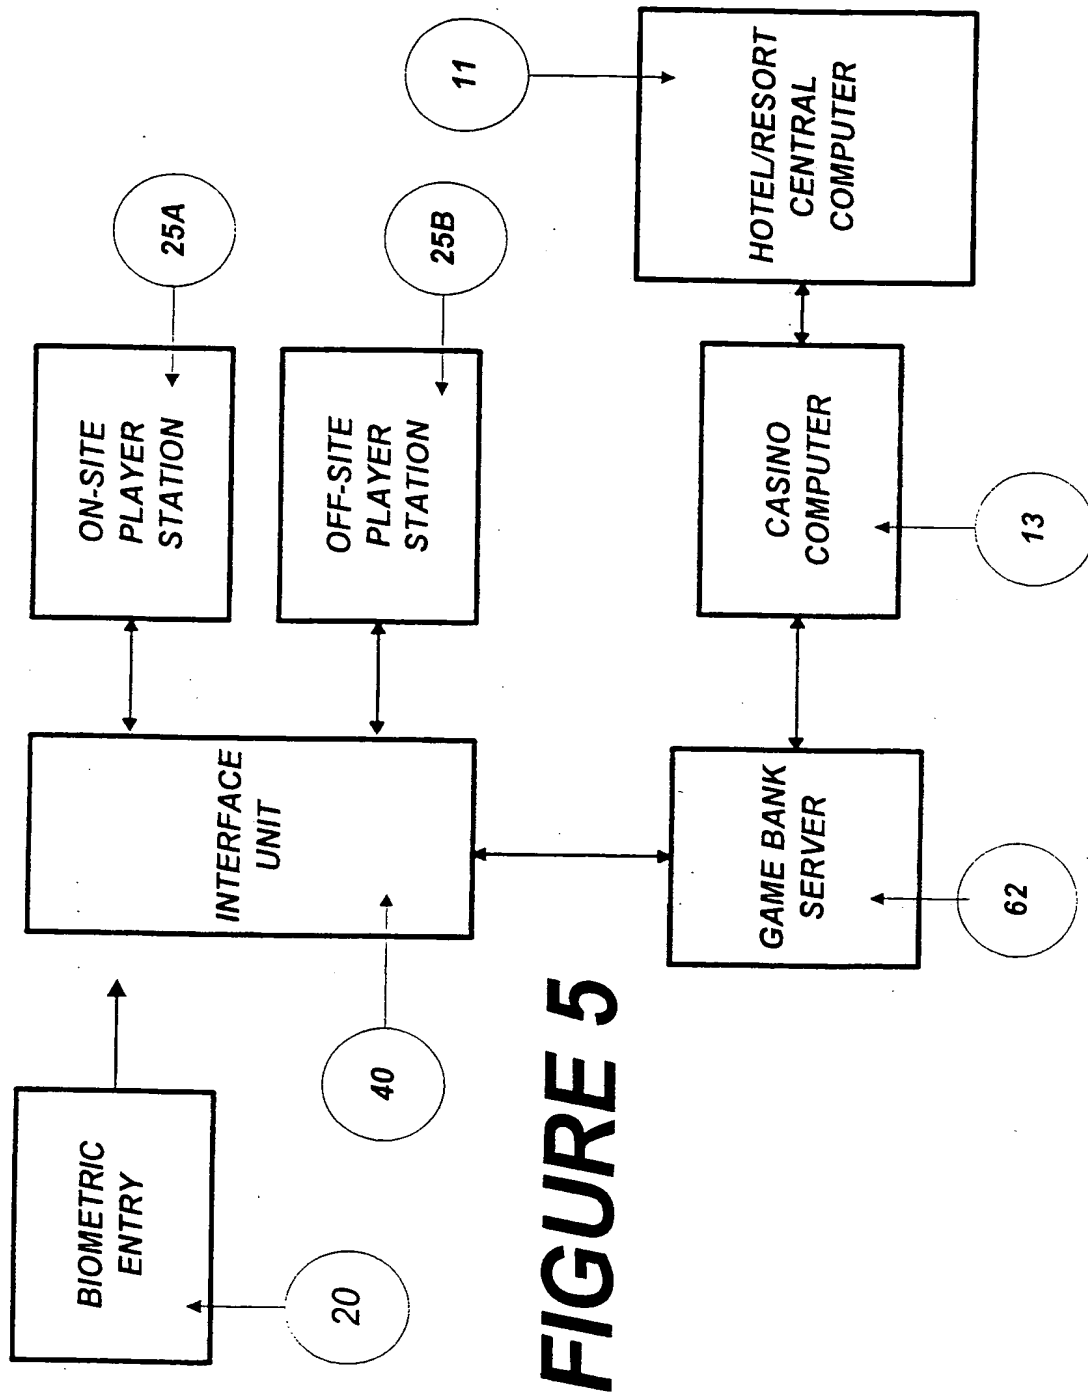 BIOMETRIC
ENTRY
20
INTERFACE
UNIT
40
ON-SITE
PLAYER
STATION
25A
OFF-SITE
PLAYER
STATION
25B
GAME BANK
SERVER
62
CASINO
COMPUTER
13
HOTEL/RESORT
CENTRAL
COMPUTER
11
FIGURE 5